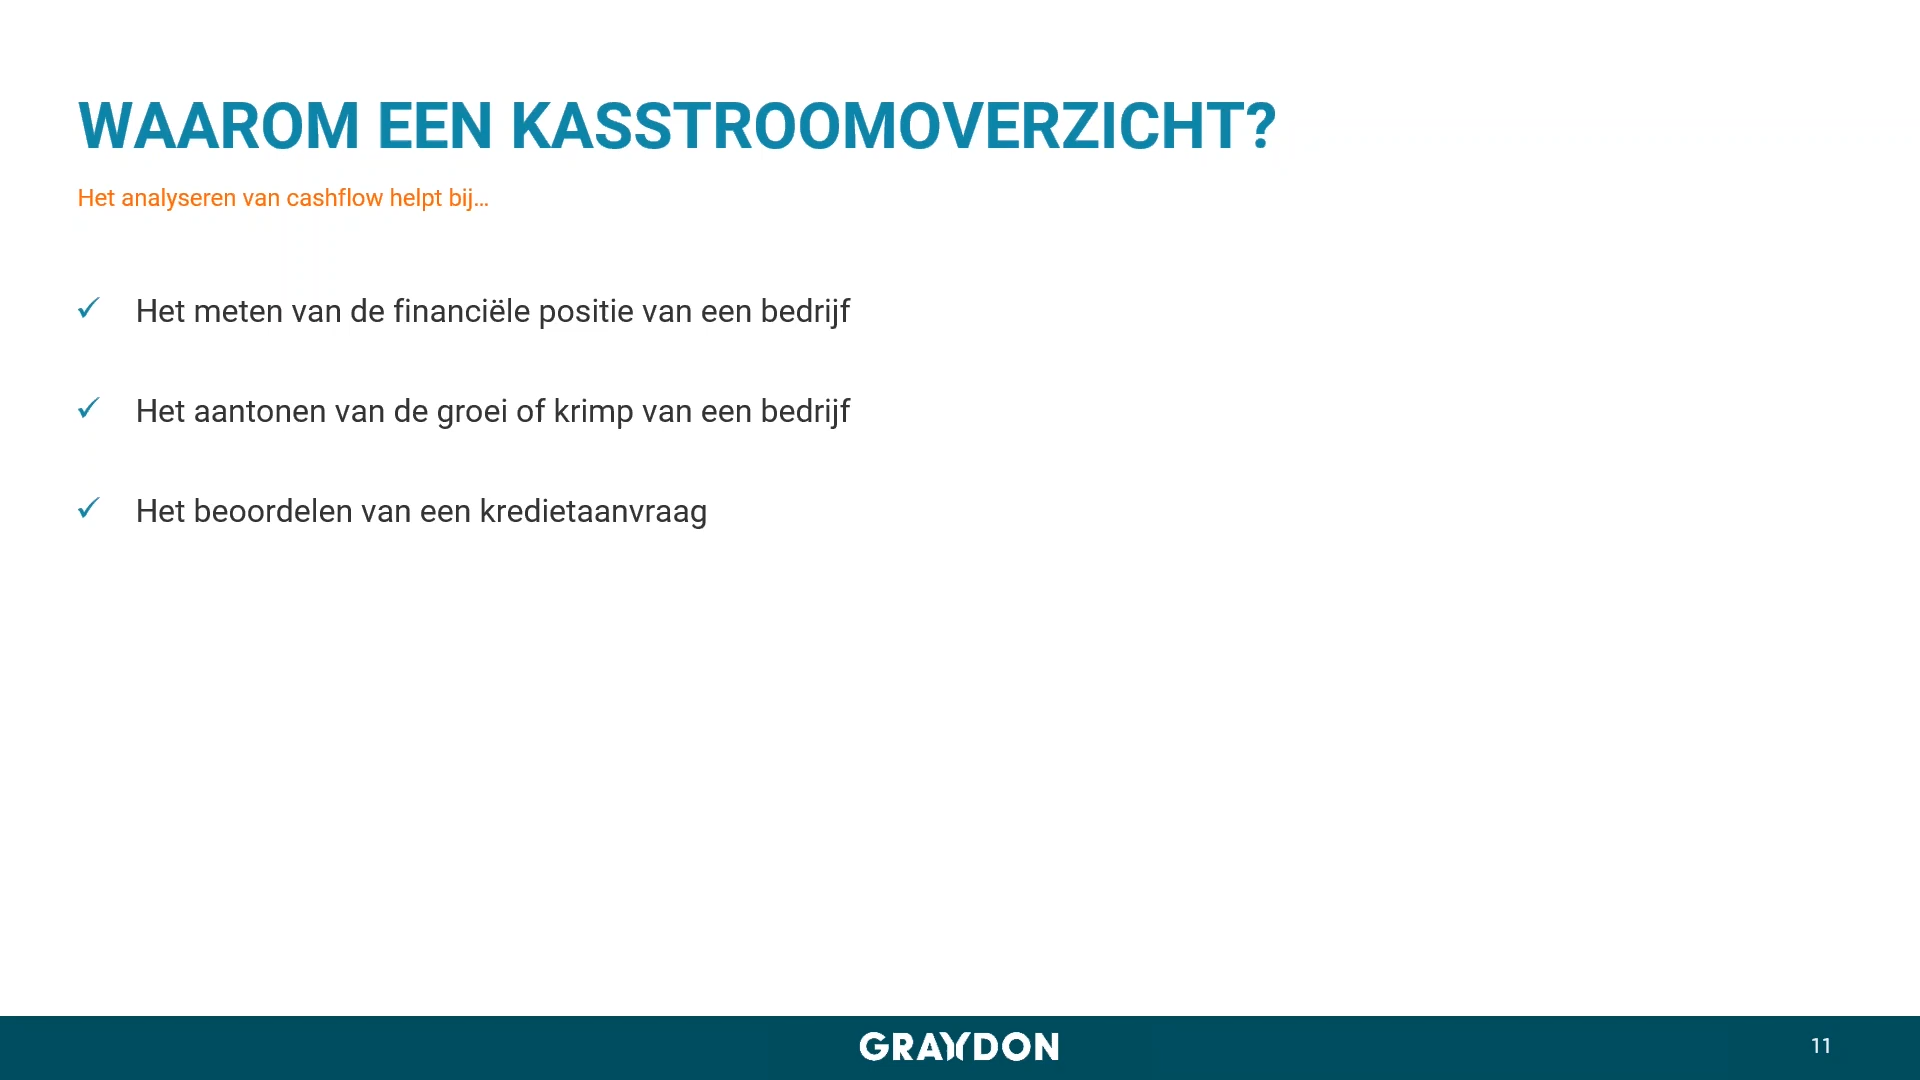 WAAROM EEN KASSTROOMOVERZICHT?
Het analyseren van cashflow helpt bij…
✓ Het meten van de financiële positie van een bedrijf
✓ Het aantonen van de groei of krimp van een bedrijf
✓ Het beoordelen van een kredietaanvraag
GRAYDON
11